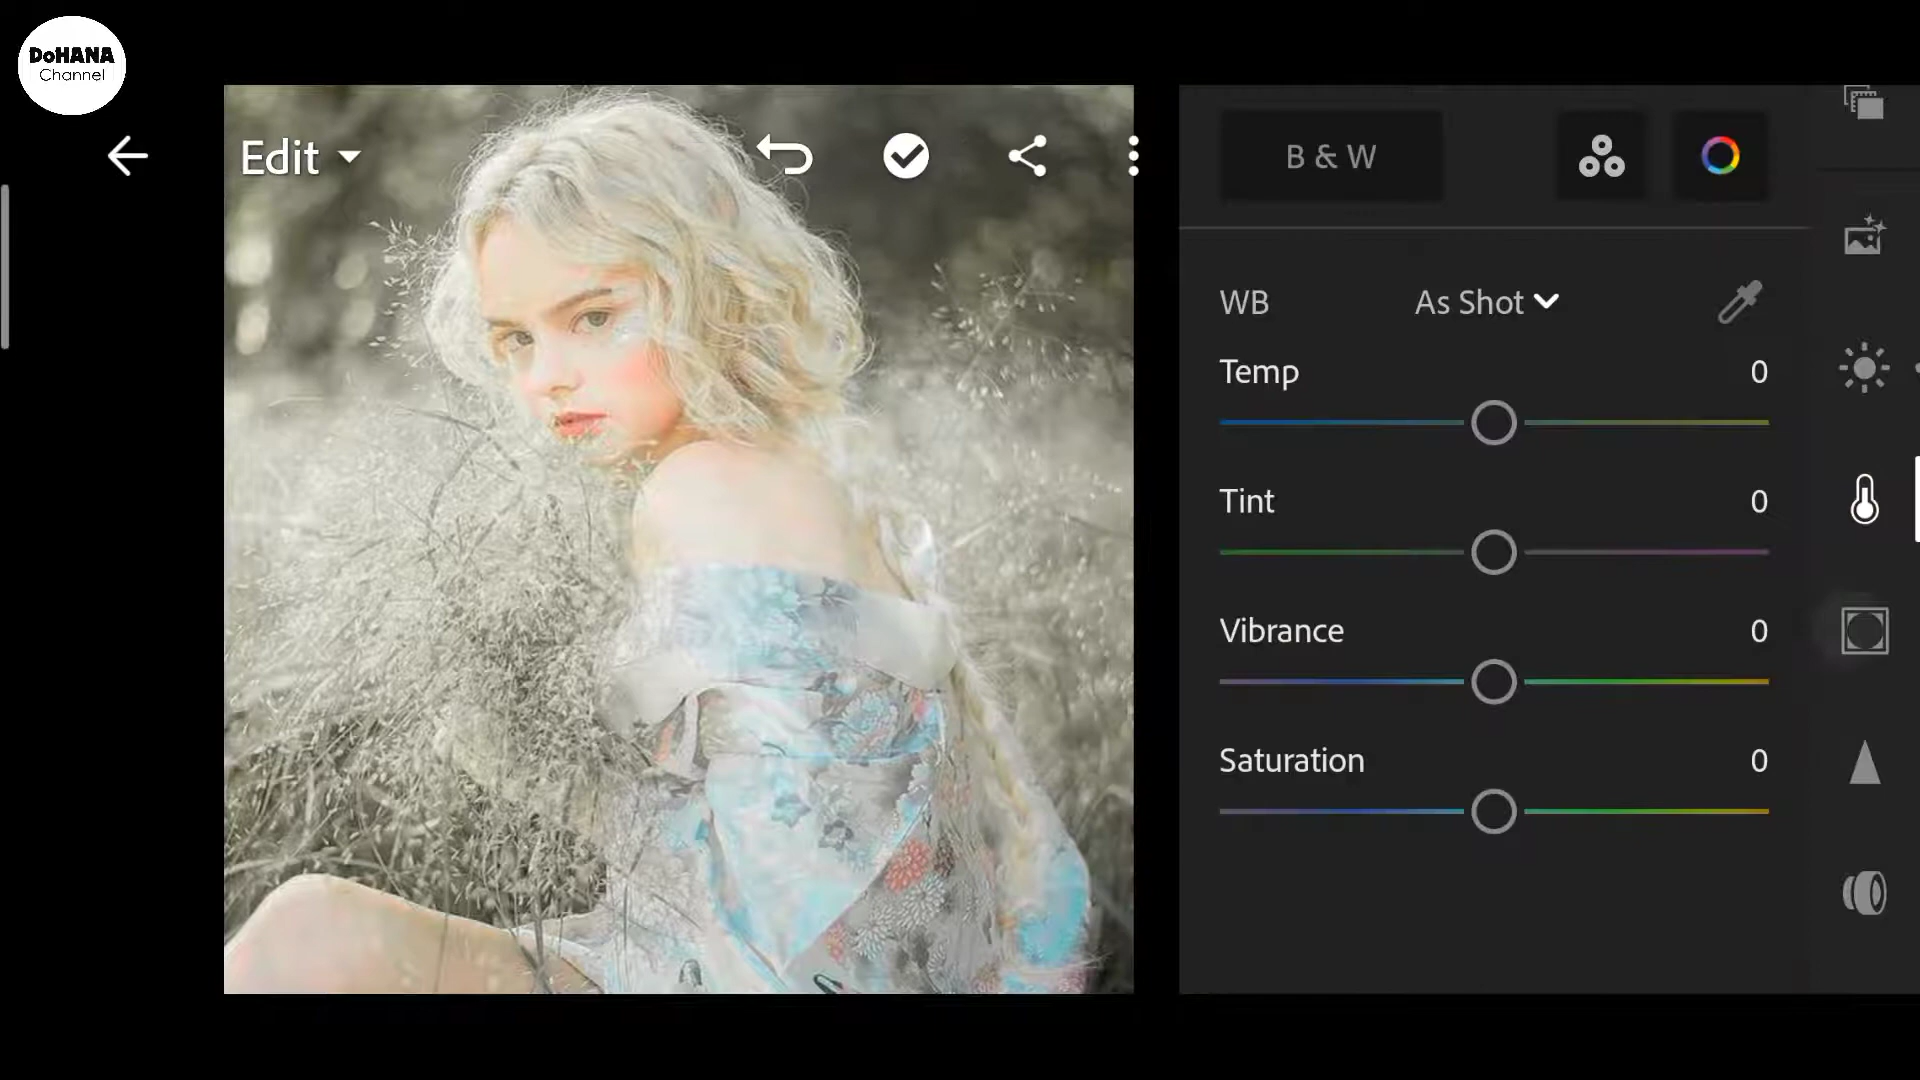 DoHANA
Channel
Edit
B & W
WB As Shot
Temp 0
Tint 0
Vibrance 0
Saturation 0